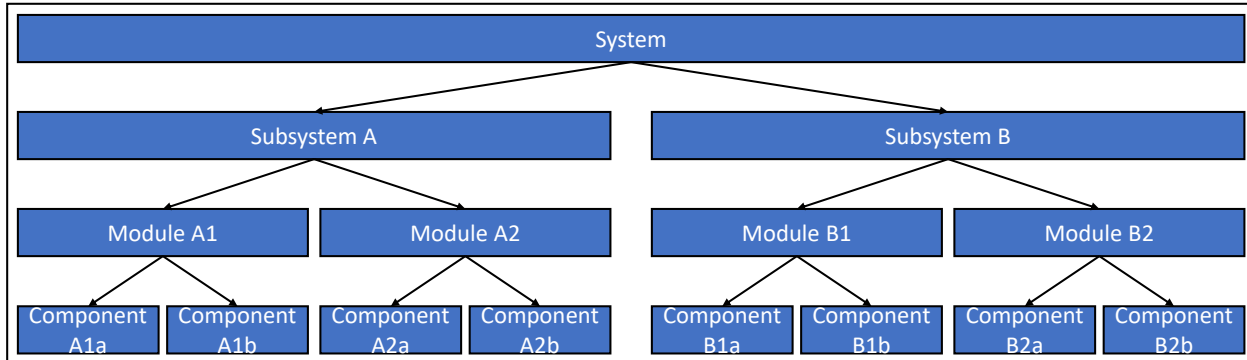 System
Subsystem A
Subsystem B
Module A1
Module A2
Module B1
Module B2
Component
A1a
Component
A1b
Component
A2a
Component
A2b
Component
B1a
Component
B1b
Component
B2a
Component
B2b